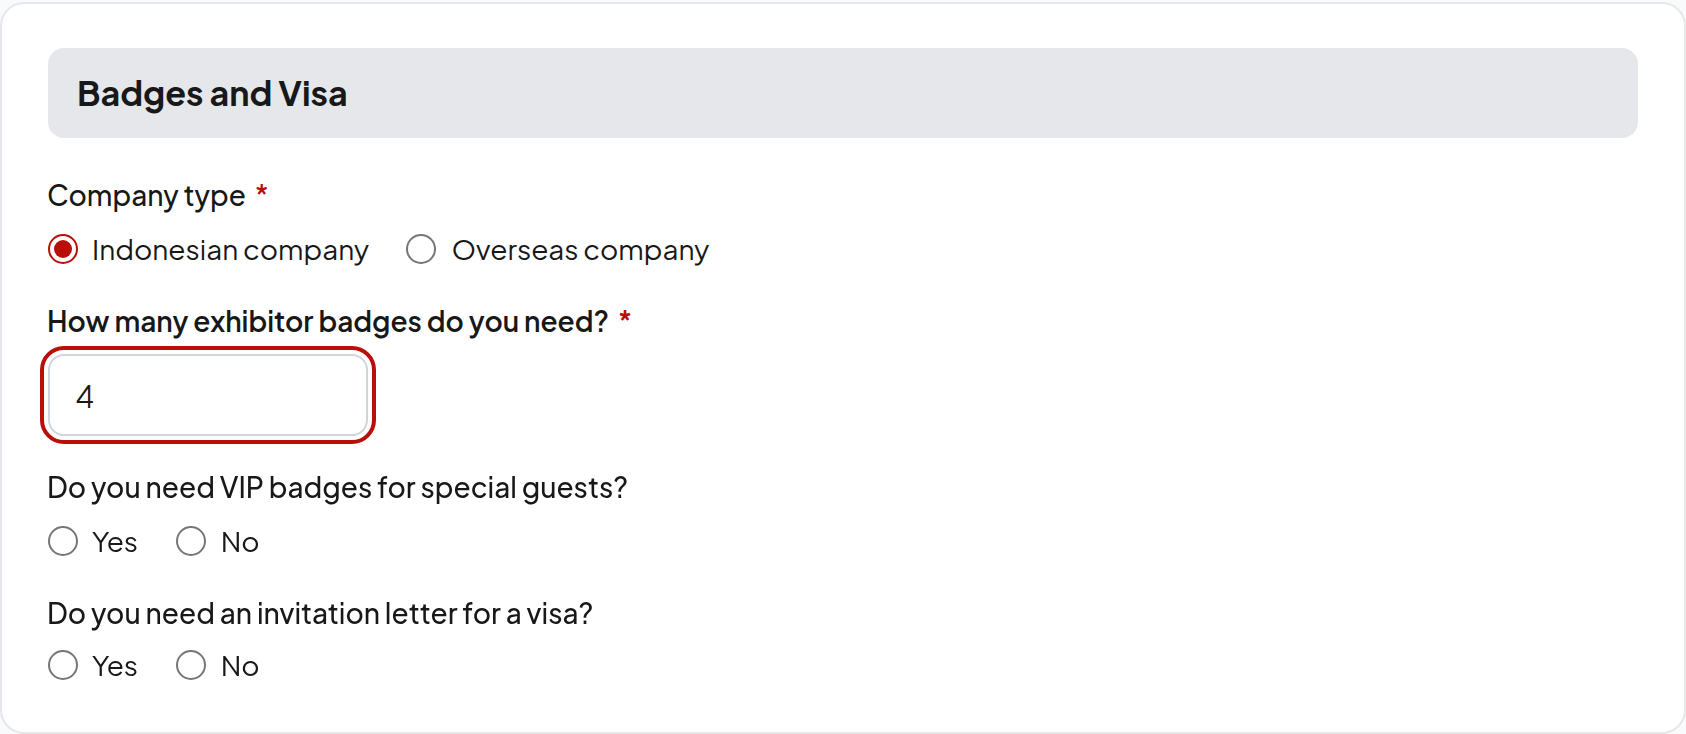 Badges and Visa
Company type *
Indonesian company Overseas company
How many exhibitor badges do you need? *
4
Do you need VIP badges for special guests?
Yes No
Do you need an invitation letter for a visa?
Yes No